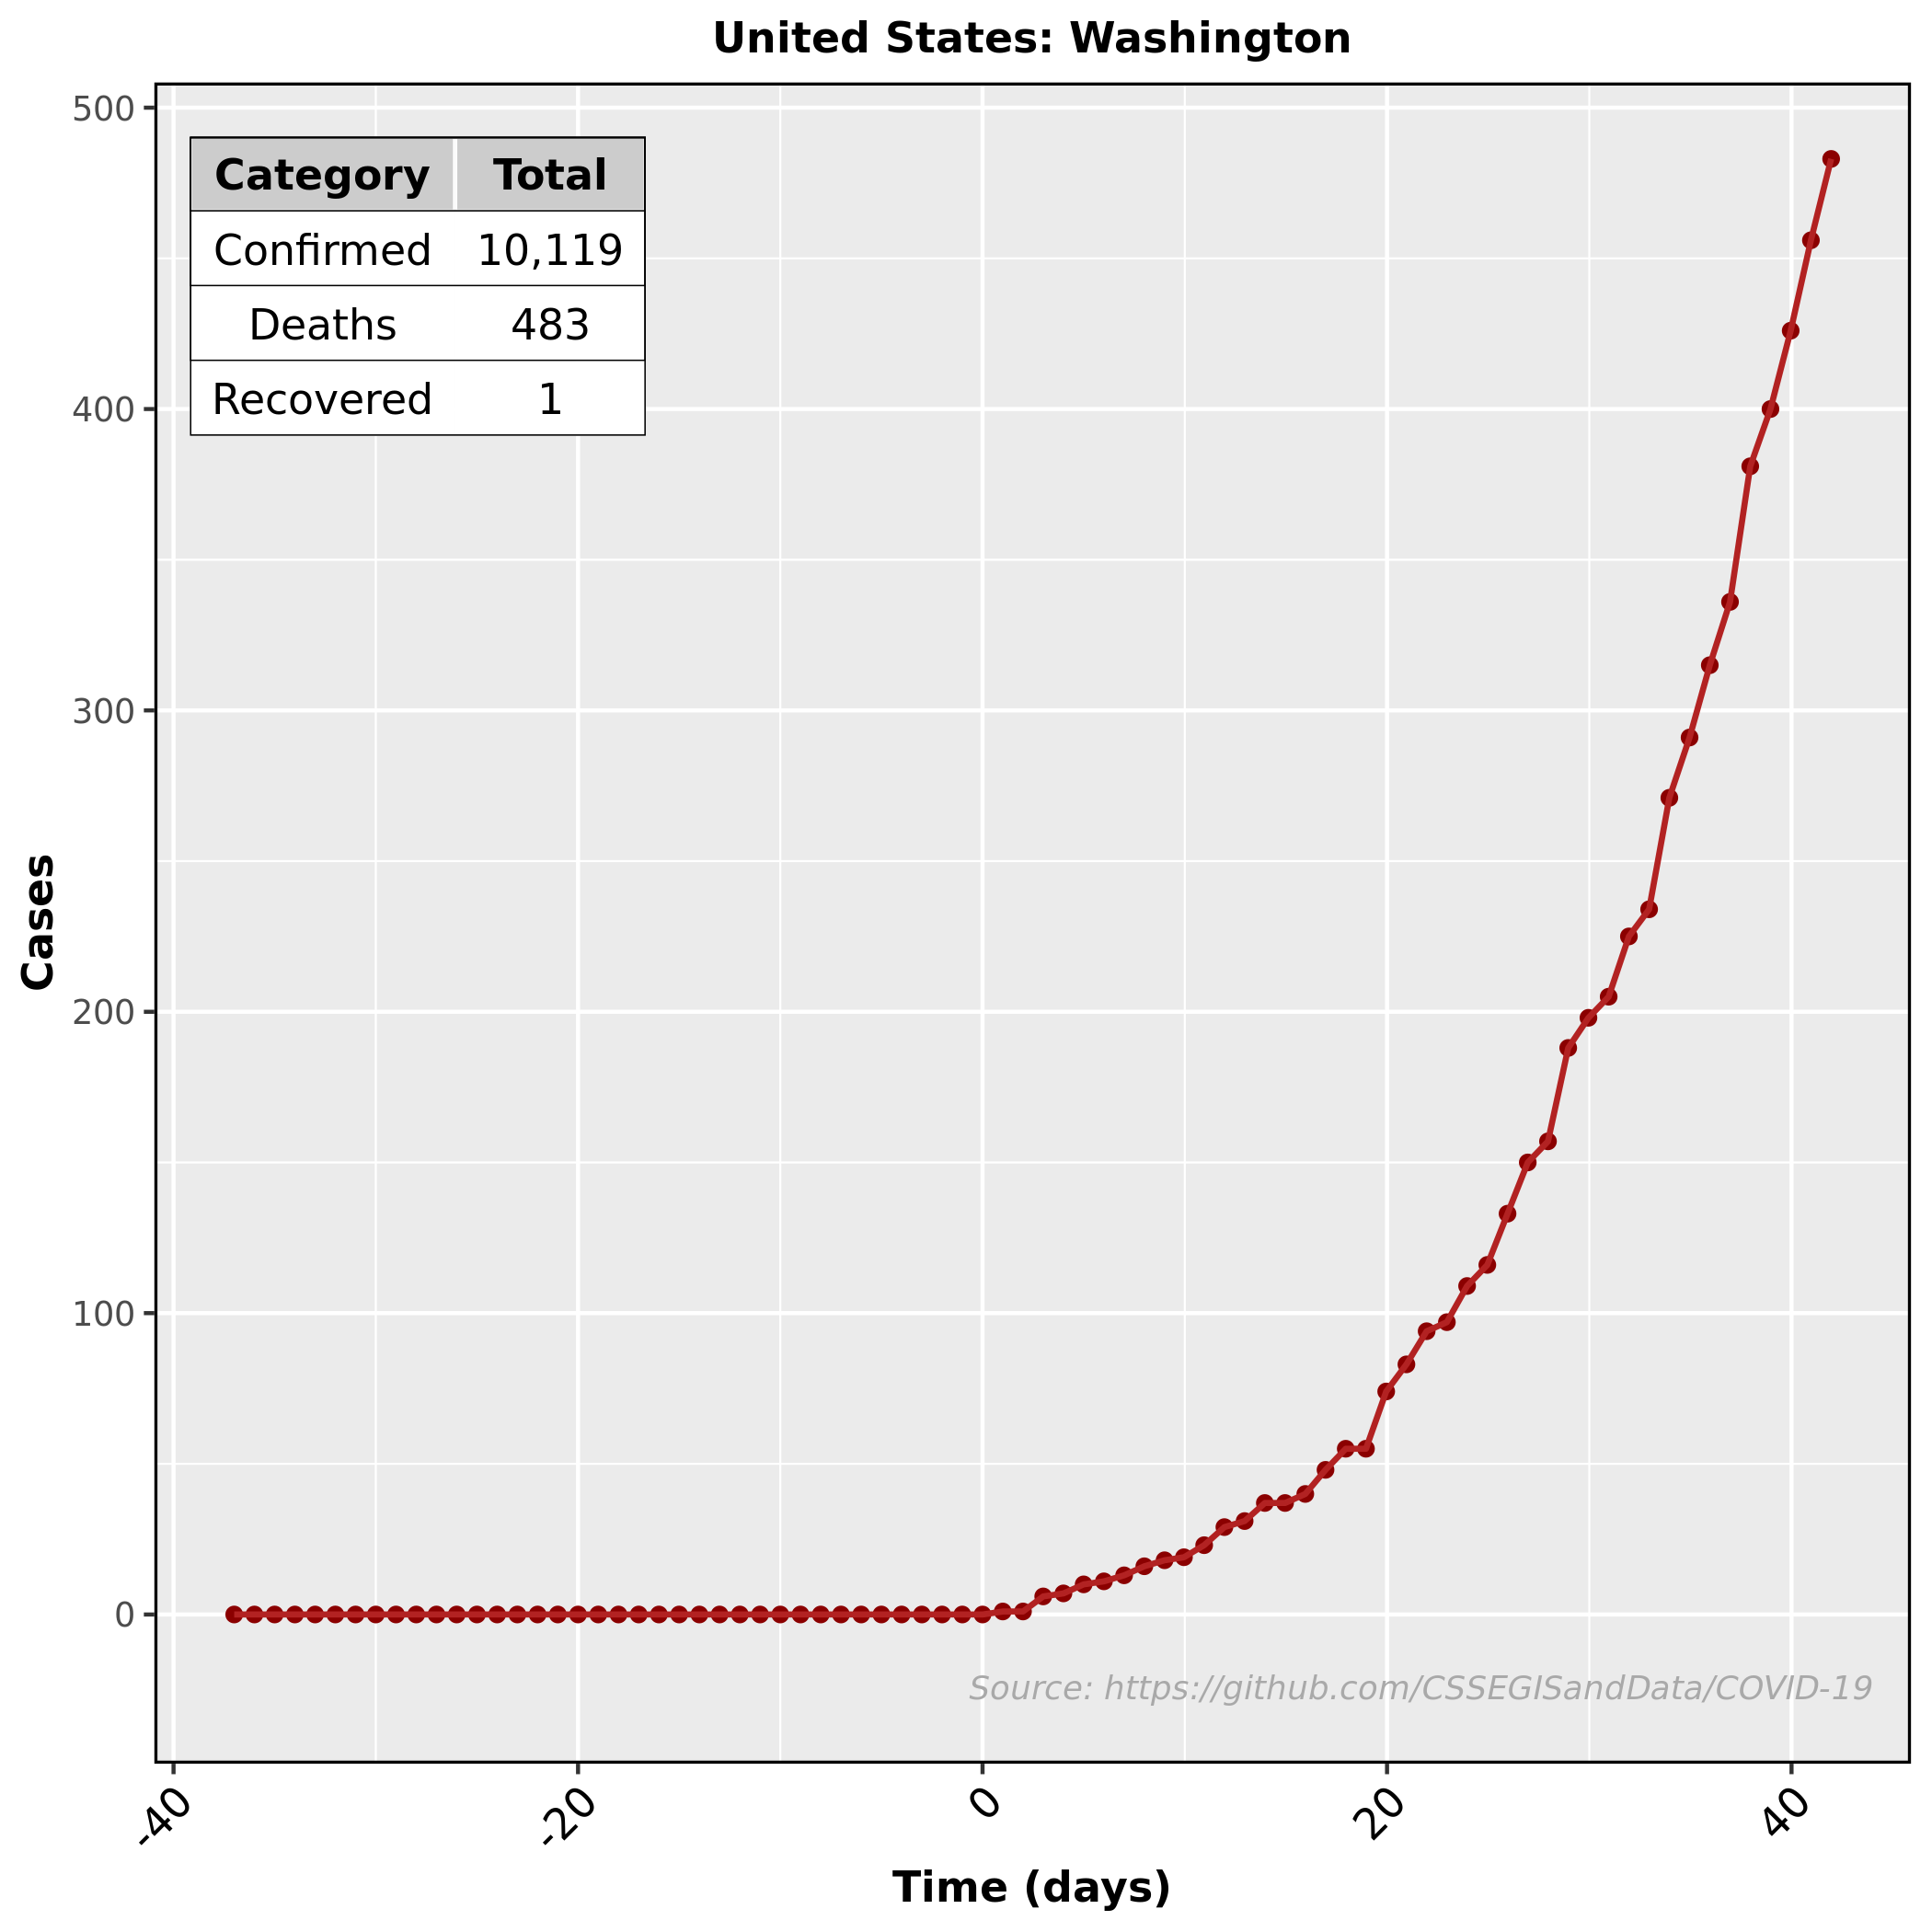 United States: Washington
500
400
300
200
100
0
Category Total
Confirmed 10,119
Deaths 483
Recovered 1
Cases
Source: https://github.com/CSSEGISandData/COVID-19
-40 -20 0 20 40
Time (days)